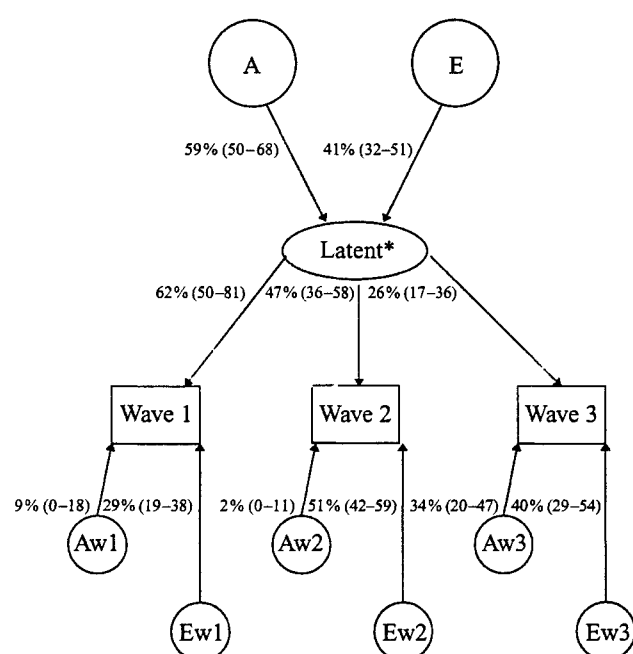 A E
59% (50–68) 41% (32–51)
Latent*
62% (50–81) 47% (36–58) 26% (17–36)
Wave 1 Wave 2 Wave 3
9% (0–18) 29% (19–38) 2% (0–11) 51% (42–59) 34% (20–47) 40% (29–54)
Aw1 Aw2 Aw3
Ew1 Ew2 Ew3